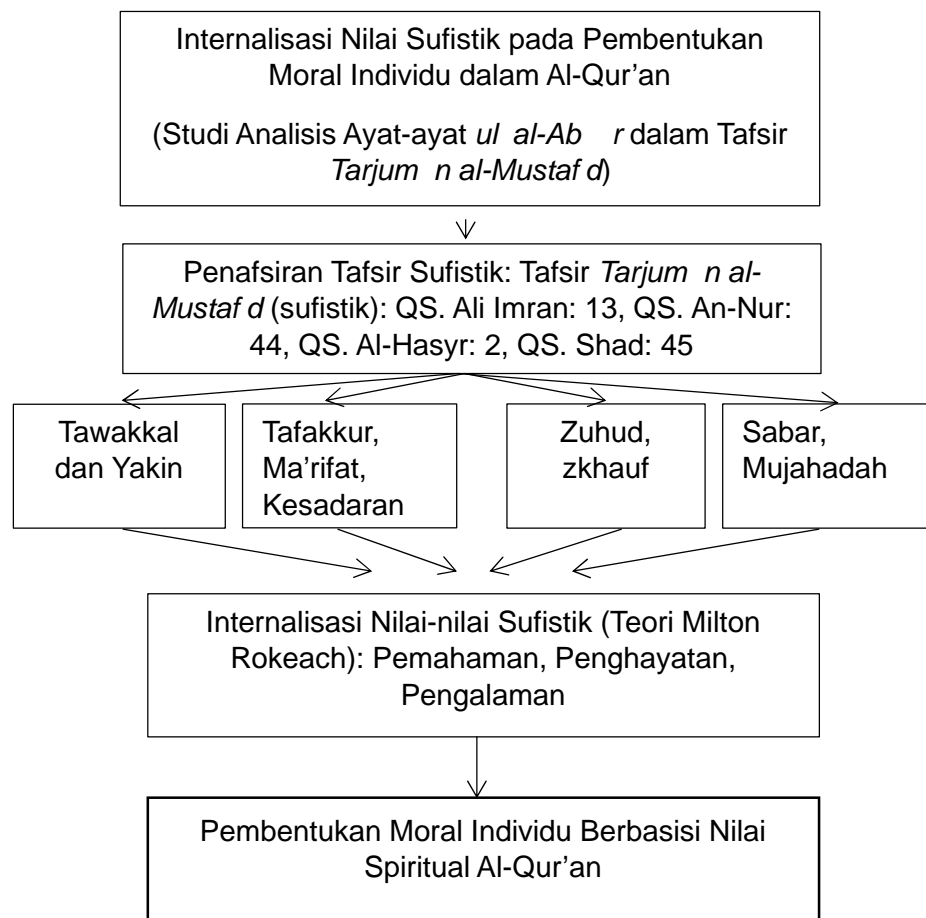 Internalisasi Nilai Sufistik pada Pembentukan
Moral Individu dalam Al-Qur’an
(Studi Analisis Ayat-ayat ul al-Ab r dalam Tafsir
Tarjum n al-Mustaf d)
Penafsiran Tafsir Sufistik: Tafsir Tarjum n al-
Mustaf d (sufistik): QS. Ali Imran: 13, QS. An-Nur:
44, QS. Al-Hasyr: 2, QS. Shad: 45
Tawakkal
dan Yakin
Tafakkur,
Ma’rifat,
Kesadaran
Zuhud,
zkhauf
Sabar,
Mujahadah
Internalisasi Nilai-nilai Sufistik (Teori Milton
Rokeach): Pemahaman, Penghayatan,
Pengalaman
Pembentukan Moral Individu Berbasisi Nilai
Spiritual Al-Qur’an